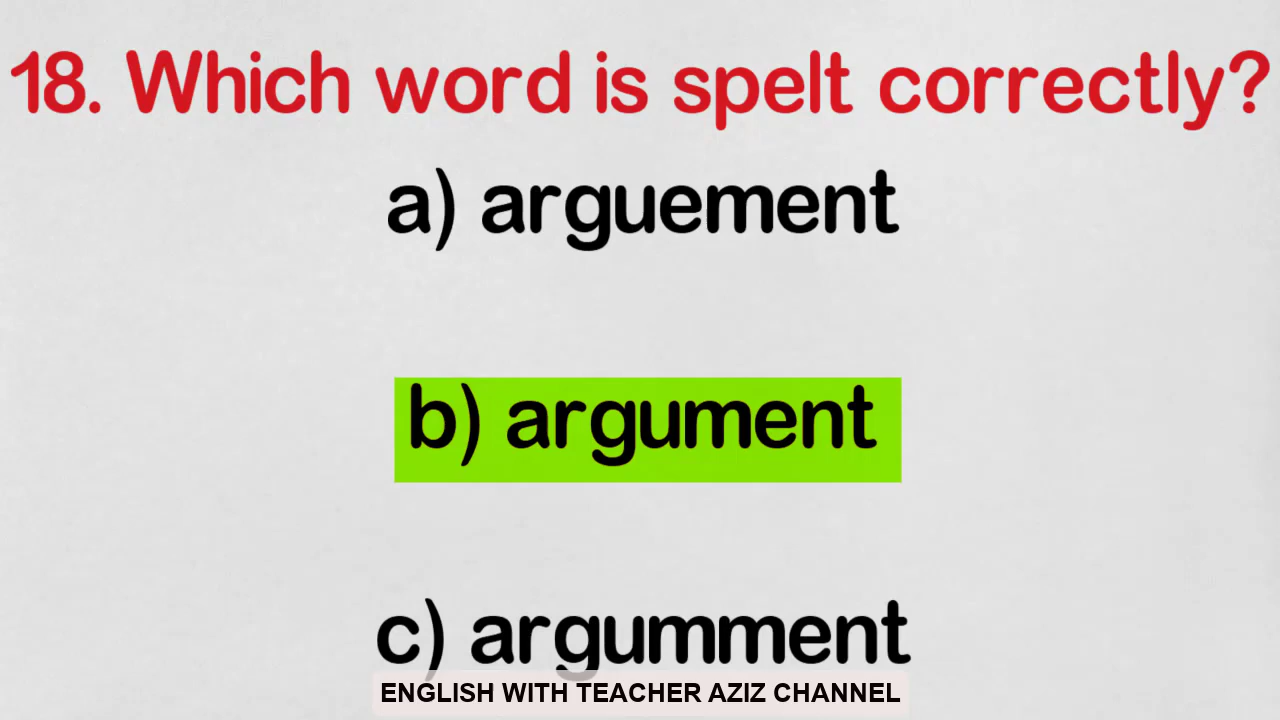 18. Which word is spelt correctly?
a) arguement
b) argument
c) argumment
ENGLISH WITH TEACHER AZIZ CHANNEL